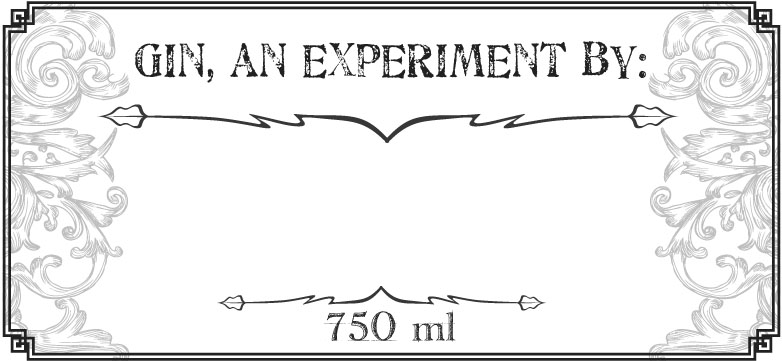 GIN, AN EXPERIMENT BY:
750 ml